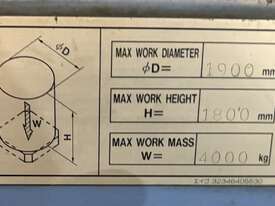 φD
W
H
MAX WORK DIAMETER
φD= 1900 mm
MAX WORK HEIGHT
H= 1800 mm
MAX WORK MASS
W= 4000 kg